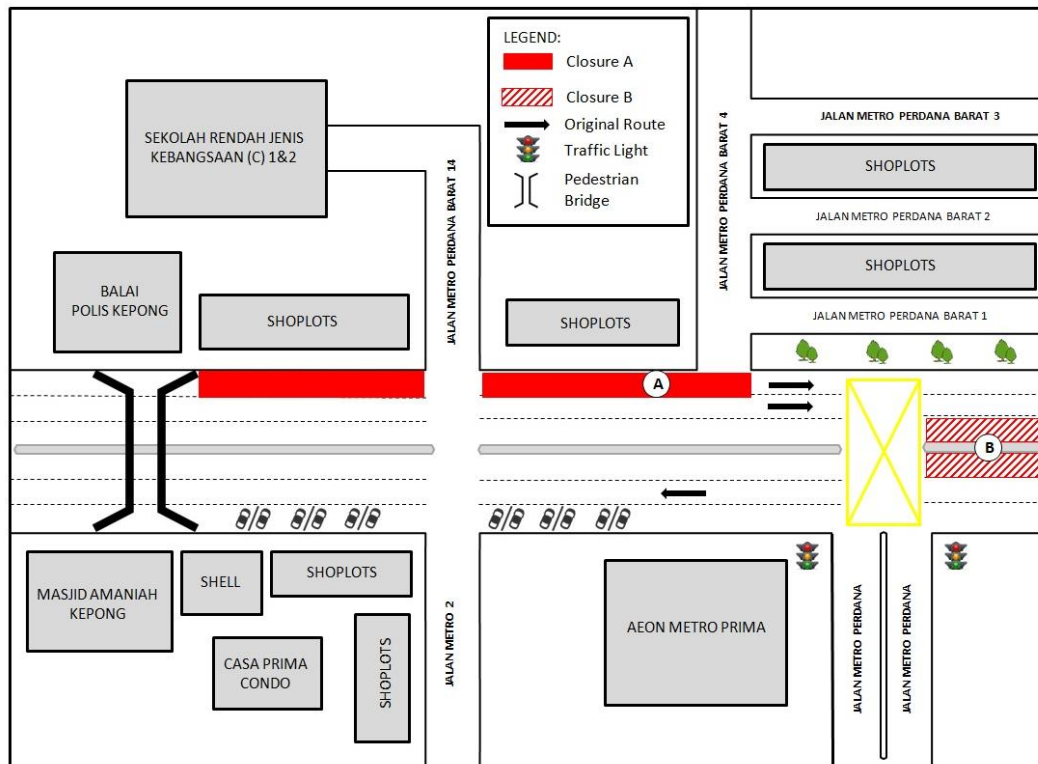 LEGEND:
Closure A
Closure B
Original Route
Traffic Light
Pedestrian
Bridge
SEKOLAH RENDAH JENIS
KEBANGSAAN (C) 1&2
JALAN METRO PERDANA BARAT 14
JALAN METRO PERDANA BARAT 4
JALAN METRO PERDANA BARAT 3
SHOPLOTS
JALAN METRO PERDANA BARAT 2
SHOPLOTS
JALAN METRO PERDANA BARAT 1
BALAI
POLIS KEPONG
SHOPLOTS
SHOPLOTS
A
B
MASJID AMANIAH
KEPONG
SHELL
SHOPLOTS
CASA PRIMA
CONDO
SHOPLOTS
JALAN METRO 2
AEON METRO PRIMA
JALAN METRO PERDANA
JALAN METRO PERDANA